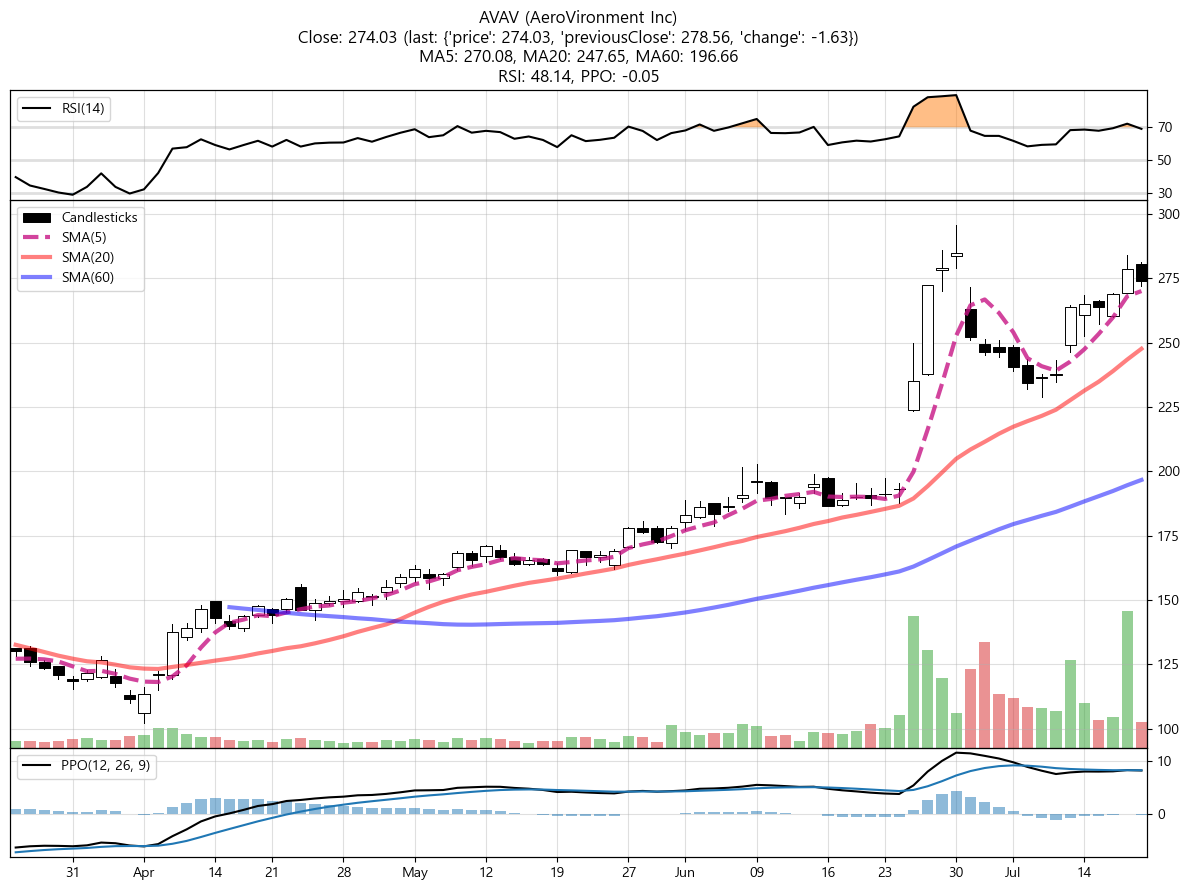 AVAV (AeroVironment Inc)
Close: 274.03 (last: {'price': 274.03, 'previousClose': 278.56, 'change': -1.63})
MA5: 270.08, MA20: 247.65, MA60: 196.66
RSI: 48.14, PPO: -0.05
RSI(14)
70
50
30
Candlesticks
SMA(5)
SMA(20)
SMA(60)
300
275
250
225
200
175
150
125
100
PPO(12, 26, 9)
10
0
31 Apr 14 21 28 May 12 19 27 Jun 09 16 23 30 Jul 14